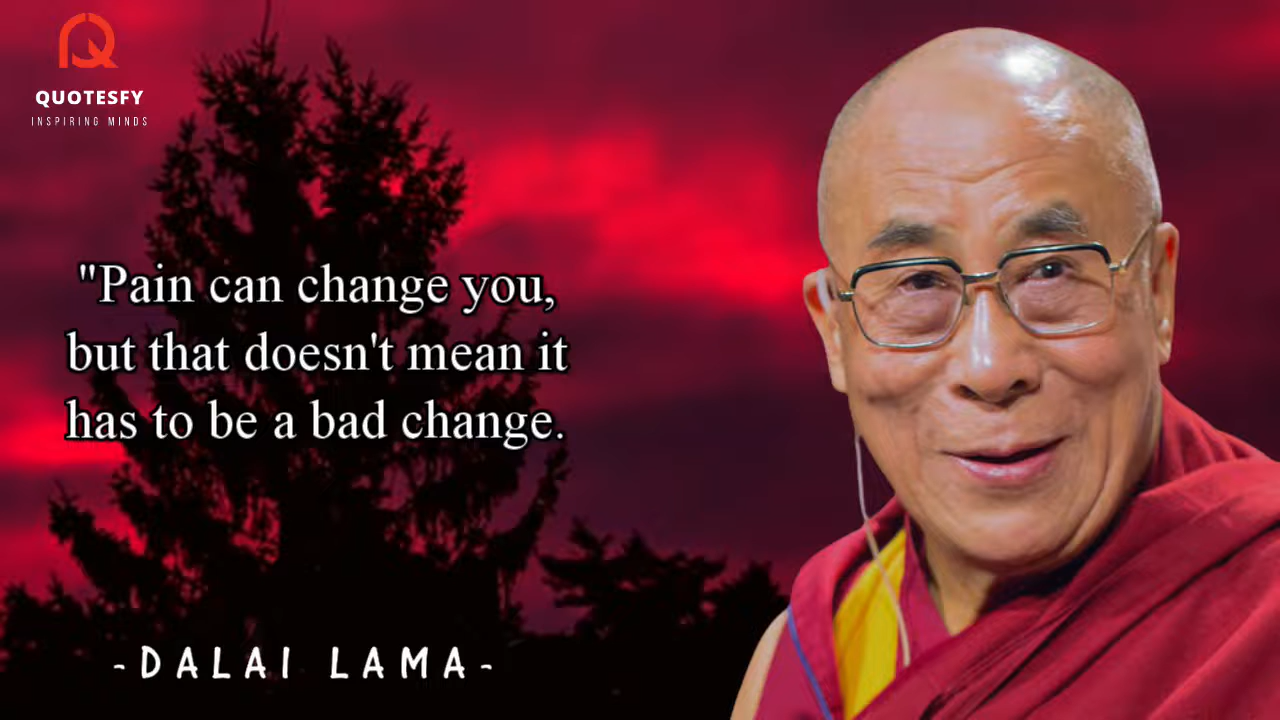 QUOTESFY
INSPIRING MINDS
"Pain can change you,
but that doesn't mean it
has to be a bad change.
-DALAI LAMA-